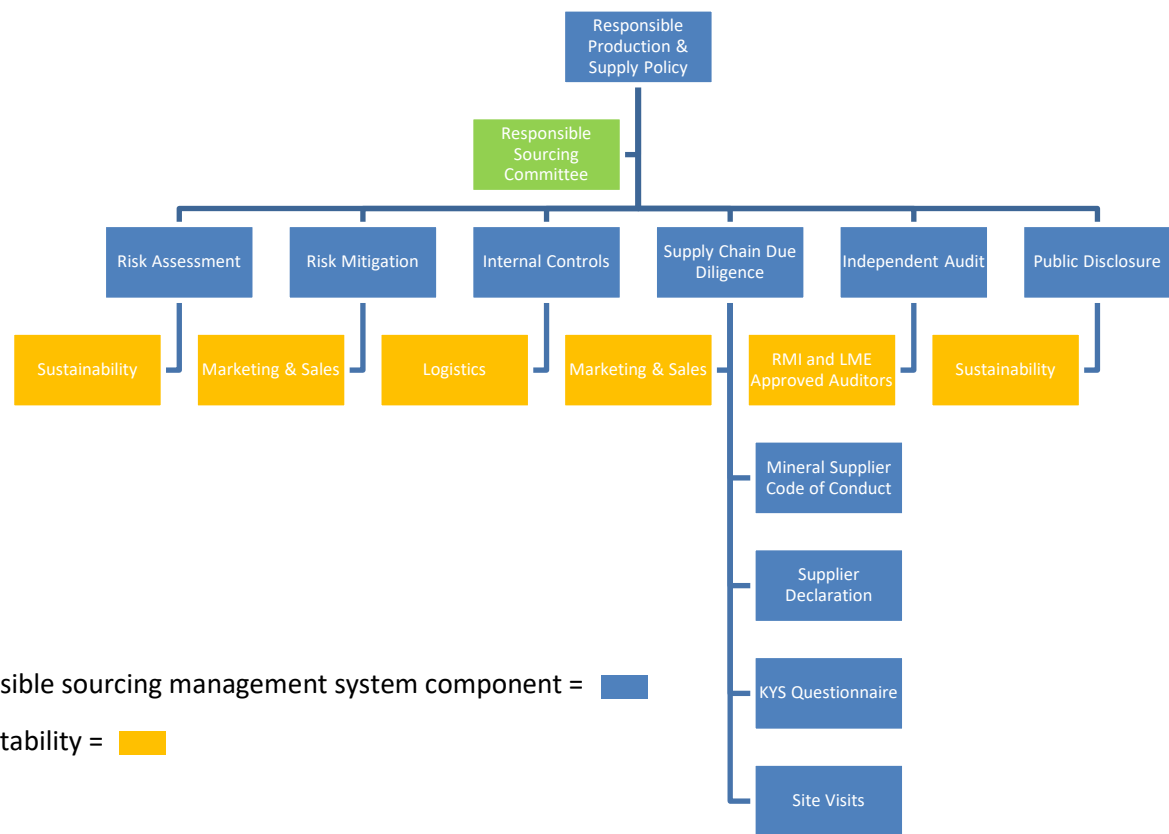 Responsible
Production &
Supply Policy
Responsible
Sourcing
Committee
Risk Assessment
Risk Mitigation
Internal Controls
Supply Chain Due
Diligence
Independent Audit
Public Disclosure
Sustainability
Marketing & Sales
Logistics
Marketing & Sales
RMI and LME
Approved Auditors
Sustainability
Mineral Supplier
Code of Conduct
Supplier
Declaration
KYS Questionnaire
Site Visits
sible sourcing management system component =
tability =